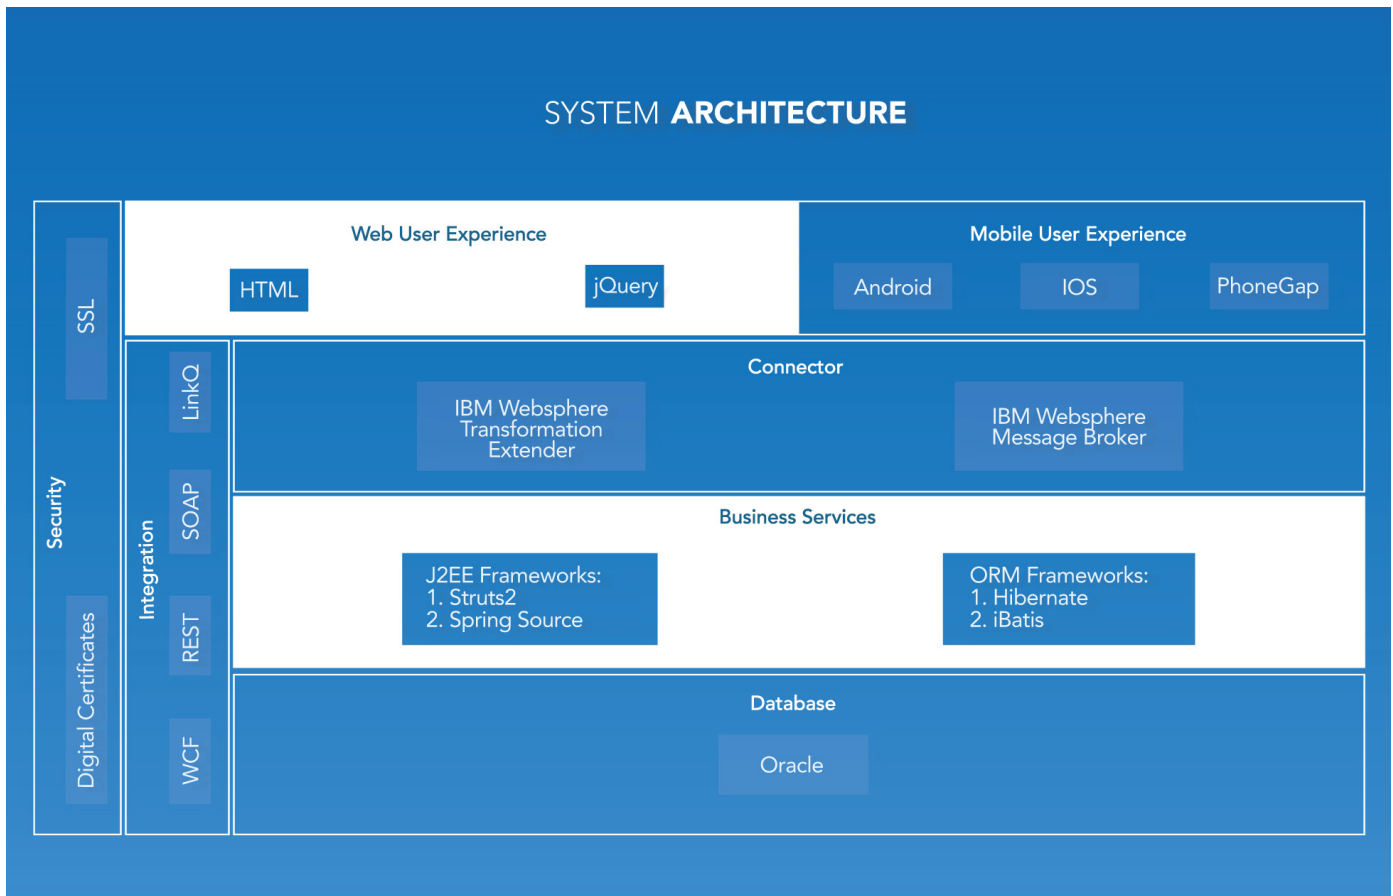 SYSTEM ARCHITECTURE
Security
SSL
Digital Certificates
Web User Experience
HTML
jQuery
Mobile User Experience
Android
IOS
PhoneGap
Integration
LinkQ
SOAP
REST
WCF
Connector
IBM Websphere
Transformation
Extender
IBM Websphere
Message Broker
Business Services
J2EE Frameworks:
1. Struts2
2. Spring Source
ORM Frameworks:
1. Hibernate
2. iBatis
Database
Oracle